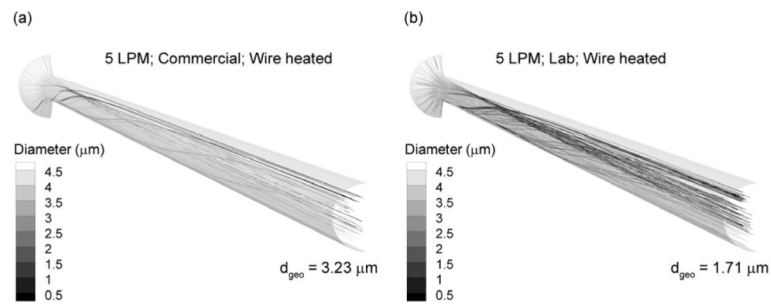 (a)
5 LPM; Commercial; Wire heated
Diameter (μm)
4.5
4
3.5
3
2.5
2
1.5
1
0.5
d_geo = 3.23 μm
(b)
5 LPM; Lab; Wire heated
Diameter (μm)
4.5
4
3.5
3
2.5
2
1.5
1
0.5
d_geo = 1.71 μm